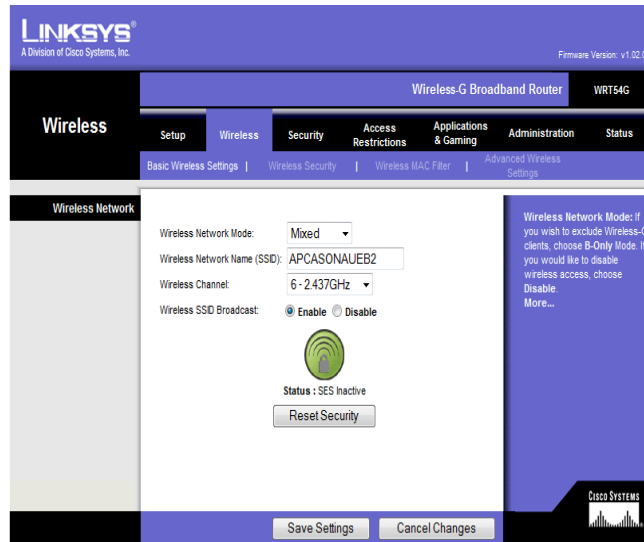 LINKSYS®
A Division of Cisco Systems, Inc.
Firmware Version: v1.02.0
Wireless-G Broadband Router WRT54G
Wireless
Setup Wireless Security Access Restrictions Applications & Gaming Administration Status
Basic Wireless Settings | Wireless Security | Wireless MAC Filter | Advanced Wireless Settings
Wireless Network
Wireless Network Mode: Mixed
Wireless Network Name (SSID): APCASONAUEB2
Wireless Channel: 6 - 2.437GHz
Wireless SSID Broadcast: Enable Disable
Status : SES Inactive
Reset Security
Wireless Network Mode: If
you wish to exclude Wireless-G
clients, choose B-Only Mode. If
you would like to disable
wireless access, choose
Disable.
More...
CISCO SYSTEMS
Save Settings Cancel Changes